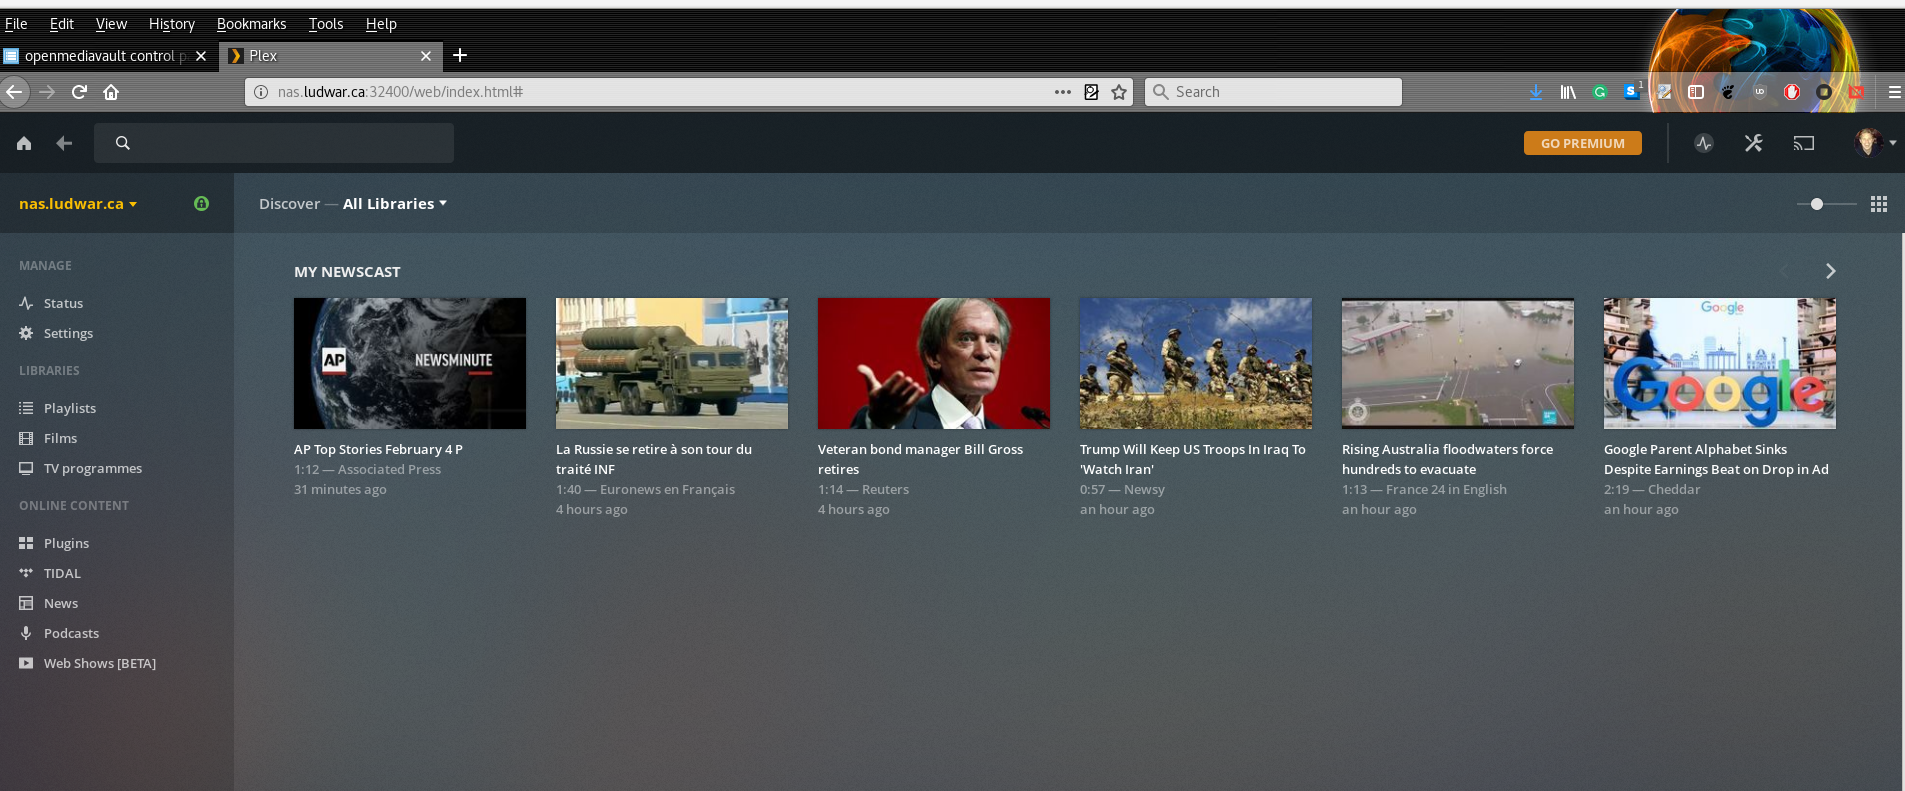 File Edit View History Bookmarks Tools Help
openmediavault control p
Plex
nas.ludwar.ca:32400/web/index.html#
Search
1
GO PREMIUM
nas.ludwar.ca
Discover — All Libraries
MANAGE
Status
Settings
LIBRARIES
Playlists
Films
TV programmes
ONLINE CONTENT
Plugins
TIDAL
News
Podcasts
Web Shows [BETA]
MY NEWSCAST
AP NEWSMINUTE
AP Top Stories February 4 P
1:12 — Associated Press
31 minutes ago
La Russie se retire à son tour du
traité INF
1:40 — Euronews en Français
4 hours ago
Veteran bond manager Bill Gross
retires
1:14 — Reuters
4 hours ago
Trump Will Keep US Troops In Iraq To
'Watch Iran'
0:57 — Newsy
an hour ago
Rising Australia floodwaters force
hundreds to evacuate
1:13 — France 24 in English
an hour ago
Google
Google
Google Parent Alphabet Sinks
Despite Earnings Beat on Drop in Ad
2:19 — Cheddar
an hour ago